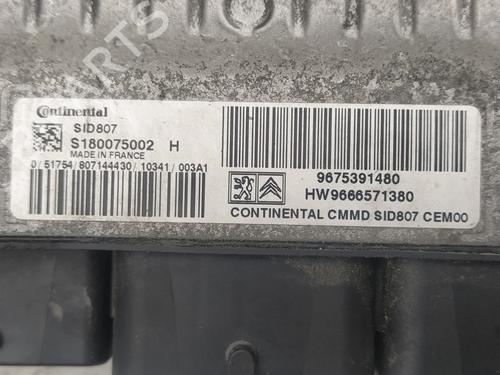 Continental
SID807
S180075002 H
MADE IN FRANCE
0/51754/807144430/10341/003A1
9675391480
HW9666571380
CONTINENTAL CMMD SID807 CEM00